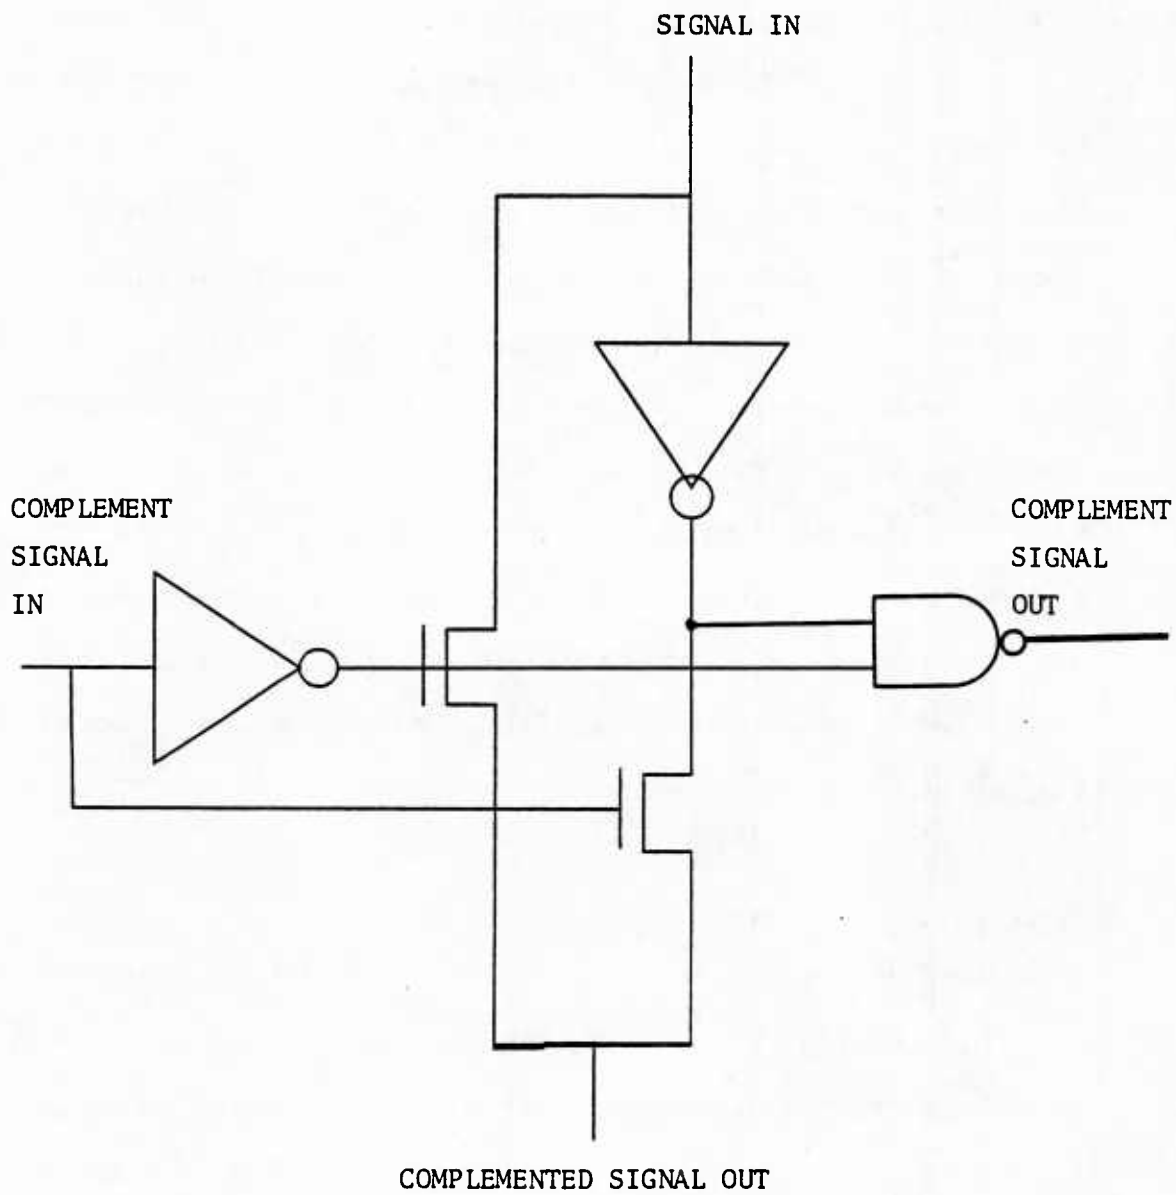 SIGNAL IN
COMPLEMENT
SIGNAL
IN
COMPLEMENT
SIGNAL
OUT
COMPLEMENTED SIGNAL OUT